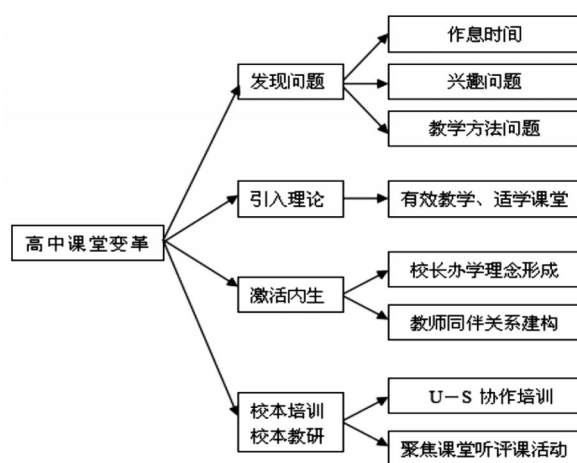 作息时间
发现问题
兴趣问题
教学方法问题
引入理论
有效教学、适学课堂
高中课堂变革
校长办学理念形成
激活内生
教师同伴关系建构
U－S 协作培训
校本培训
校本教研
聚焦课堂听评课活动